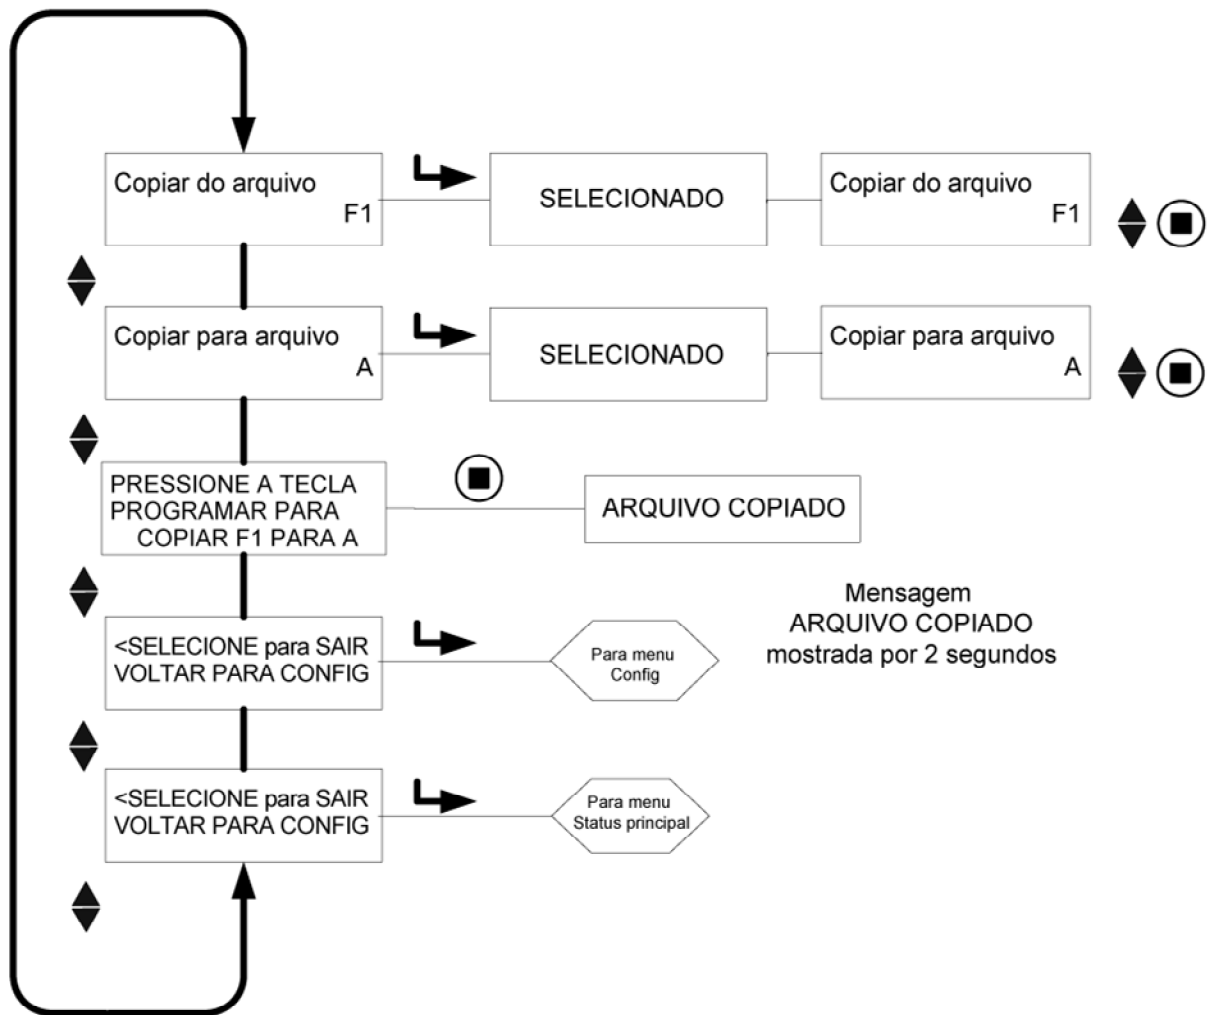 Copiar do arquivo
F1
SELECIONADO
Copiar do arquivo
F1
Copiar para arquivo
A
SELECIONADO
Copiar para arquivo
A
PRESSIONE A TECLA
PROGRAMAR PARA
COPIAR F1 PARA A
ARQUIVO COPIADO
Mensagem
ARQUIVO COPIADO
mostrada por 2 segundos
<SELECIONE para SAIR
VOLTAR PARA CONFIG
Para menu
Config
<SELECIONE para SAIR
VOLTAR PARA CONFIG
Para menu
Status principal